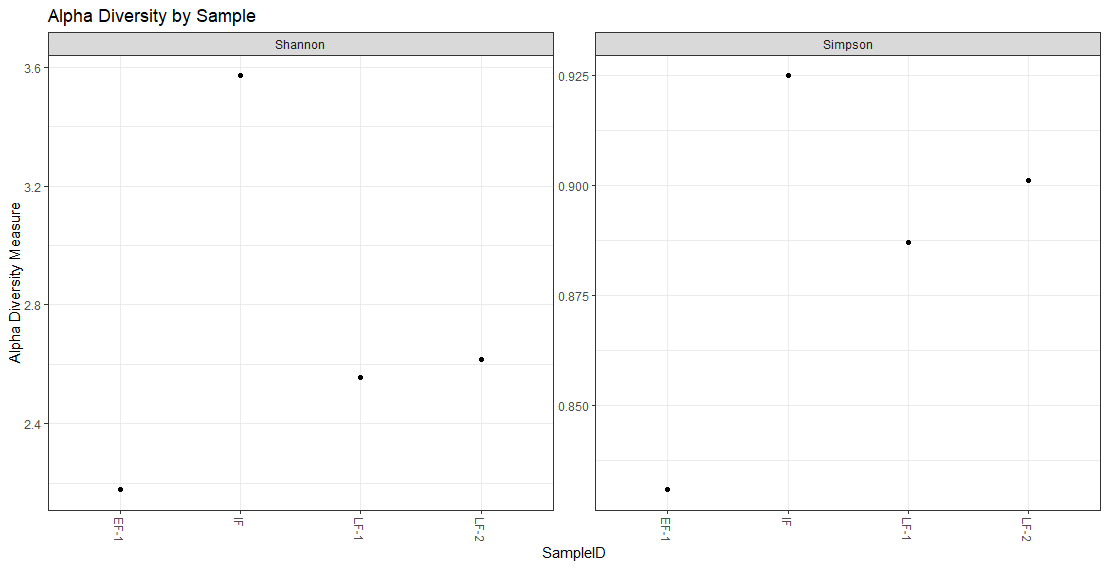 Alpha Diversity by Sample
Shannon
Simpson
Alpha Diversity Measure
3.6
3.2
2.8
2.4
0.925
0.900
0.875
0.850
EF-1
IF
LF-1
LF-2
EF-1
IF
LF-1
LF-2
SampleID